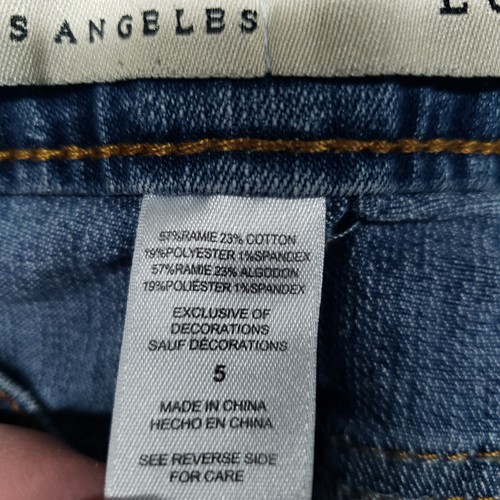 S ANGELES
57%RAMIE 23% COTTON
19%POLYESTER 1%SPANDEX
57%RAMIE 23% ALGODON
19%POLIÉSTER 1%SPANDEX
EXCLUSIVE OF
DECORATIONS
SAUF DÉCORATIONS
5
MADE IN CHINA
HECHO EN CHINA
SEE REVERSE SIDE
FOR CARE